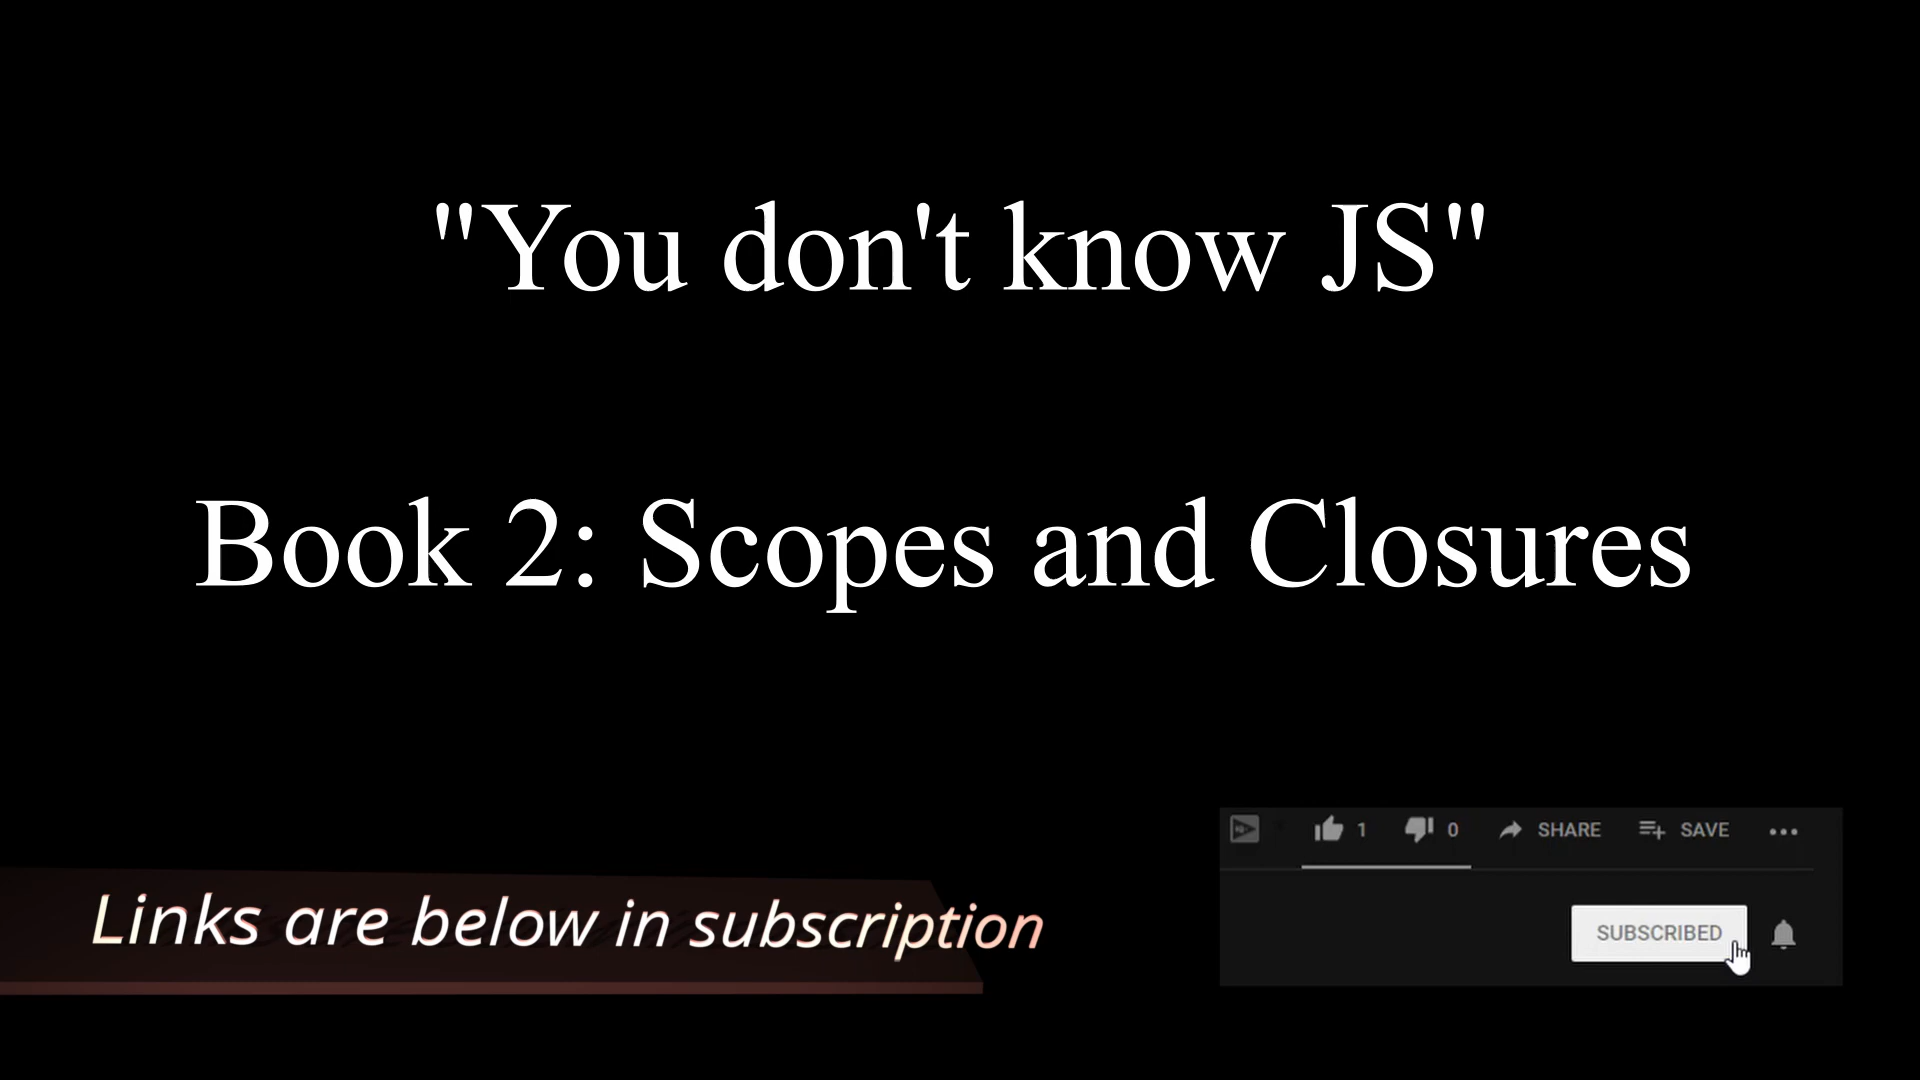 "You don't know JS"
Book 2: Scopes and Closures
1 0 SHARE SAVE
Links are below in subscription
SUBSCRIBED